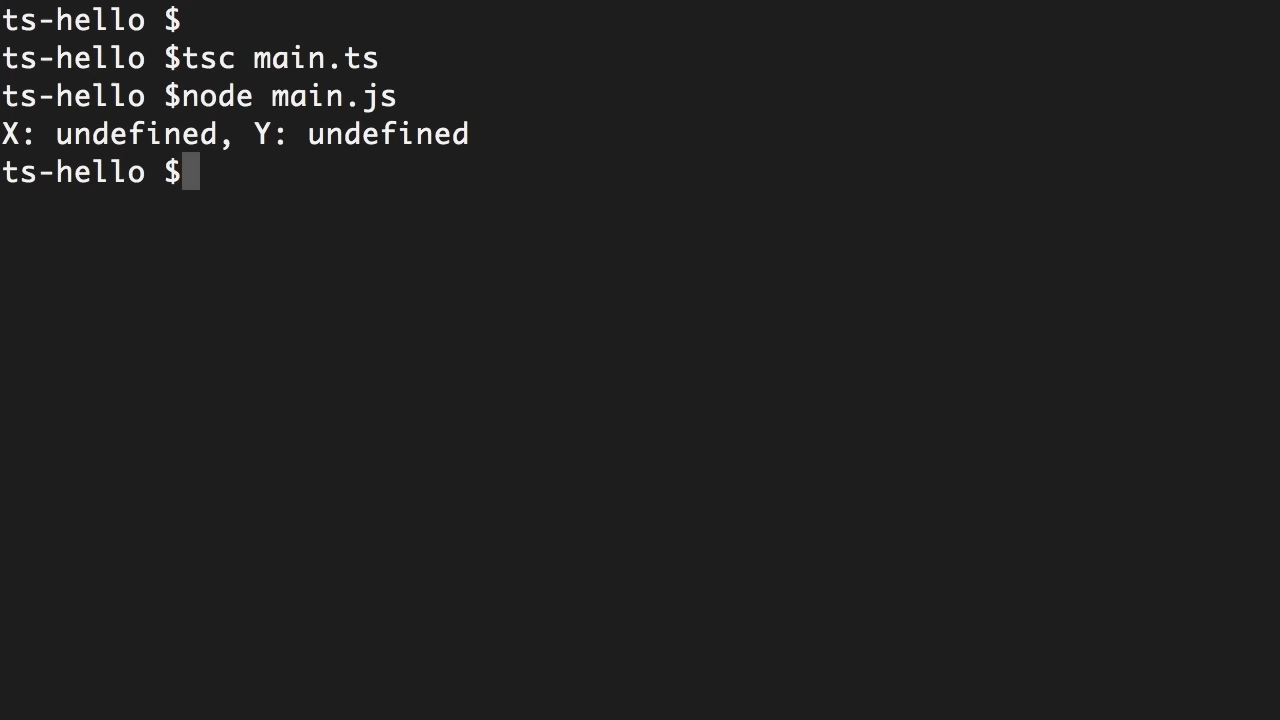 ts-hello $
ts-hello $tsc main.ts
ts-hello $node main.js
X: undefined, Y: undefined
ts-hello $